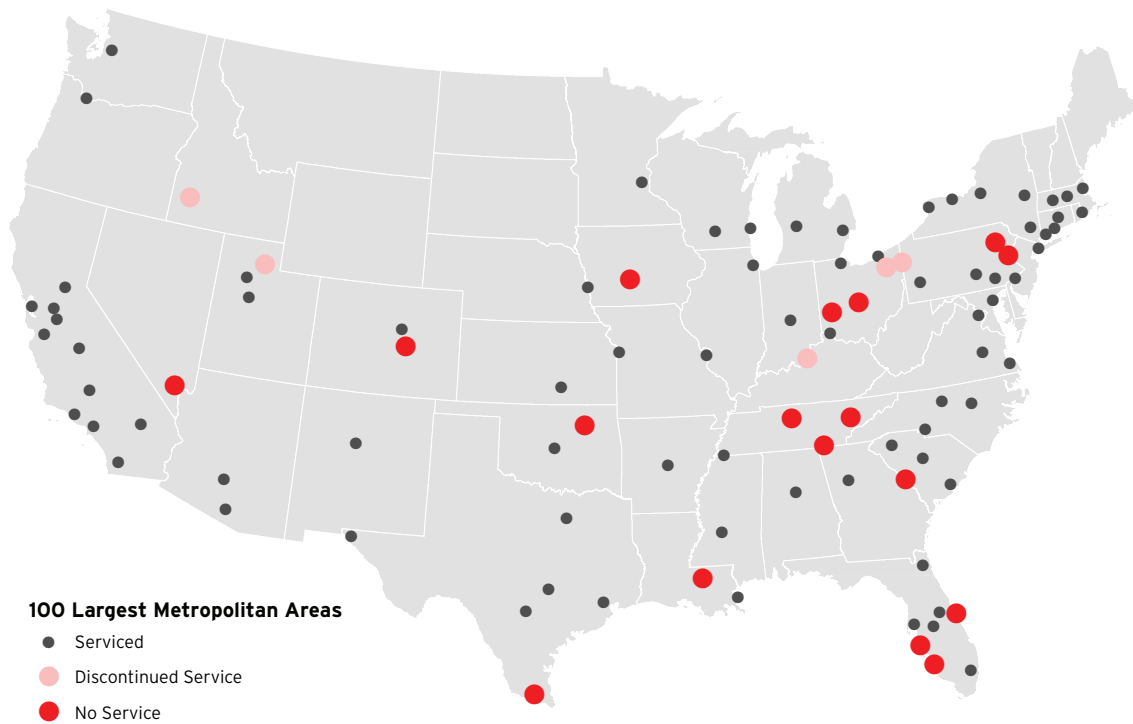 100 Largest Metropolitan Areas
Serviced
Discontinued Service
No Service